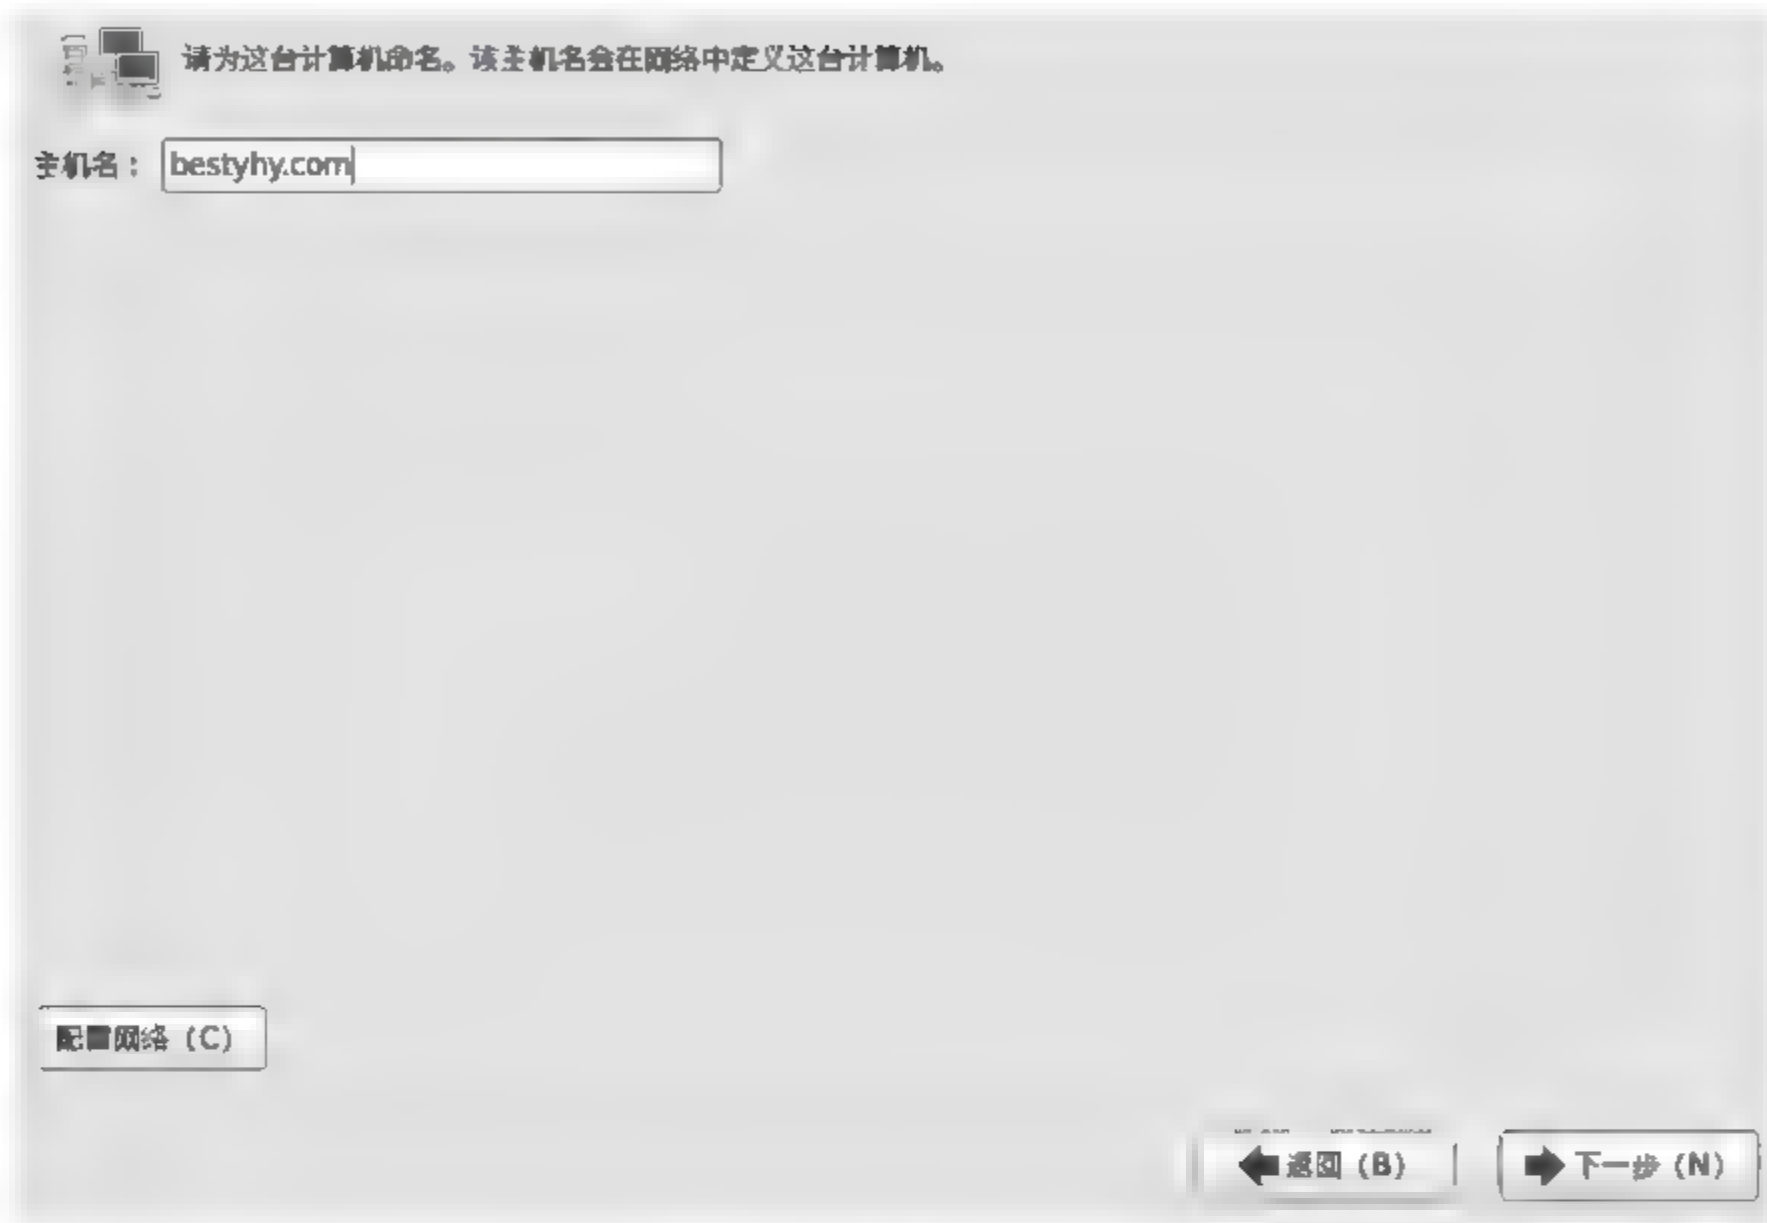 请为这台计算机命名。该主机名会在网络中定义这台计算机。
主机名： bestyhy.com
配置网络（C）
返回（B） 下一步（N）